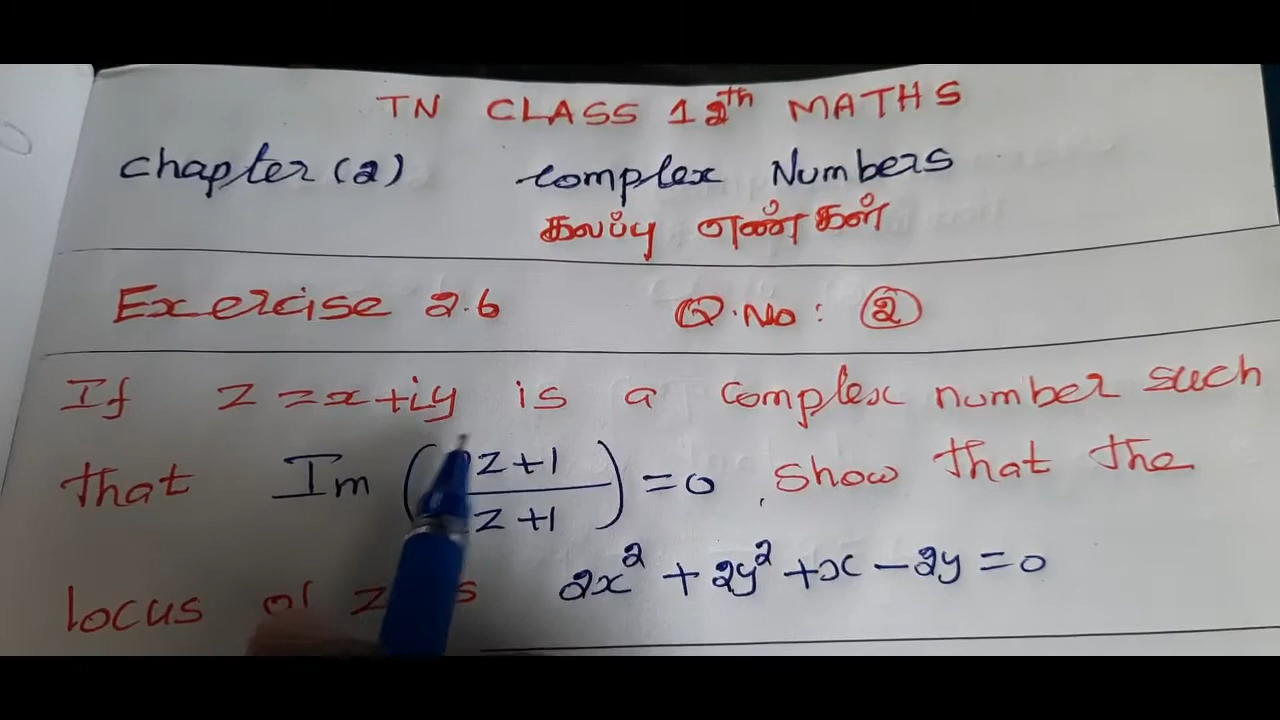 TN CLASS 12th MATHS
Chapter (2) Complex Numbers
கலப்பு எண்கள்
Exercise 2.6 Q.No: 2
If z = x+iy is a complex number such
that Im ( z+1 / z+1 ) = 0, show that the
locus of z s 2x² + 2y² + x - 2y = 0